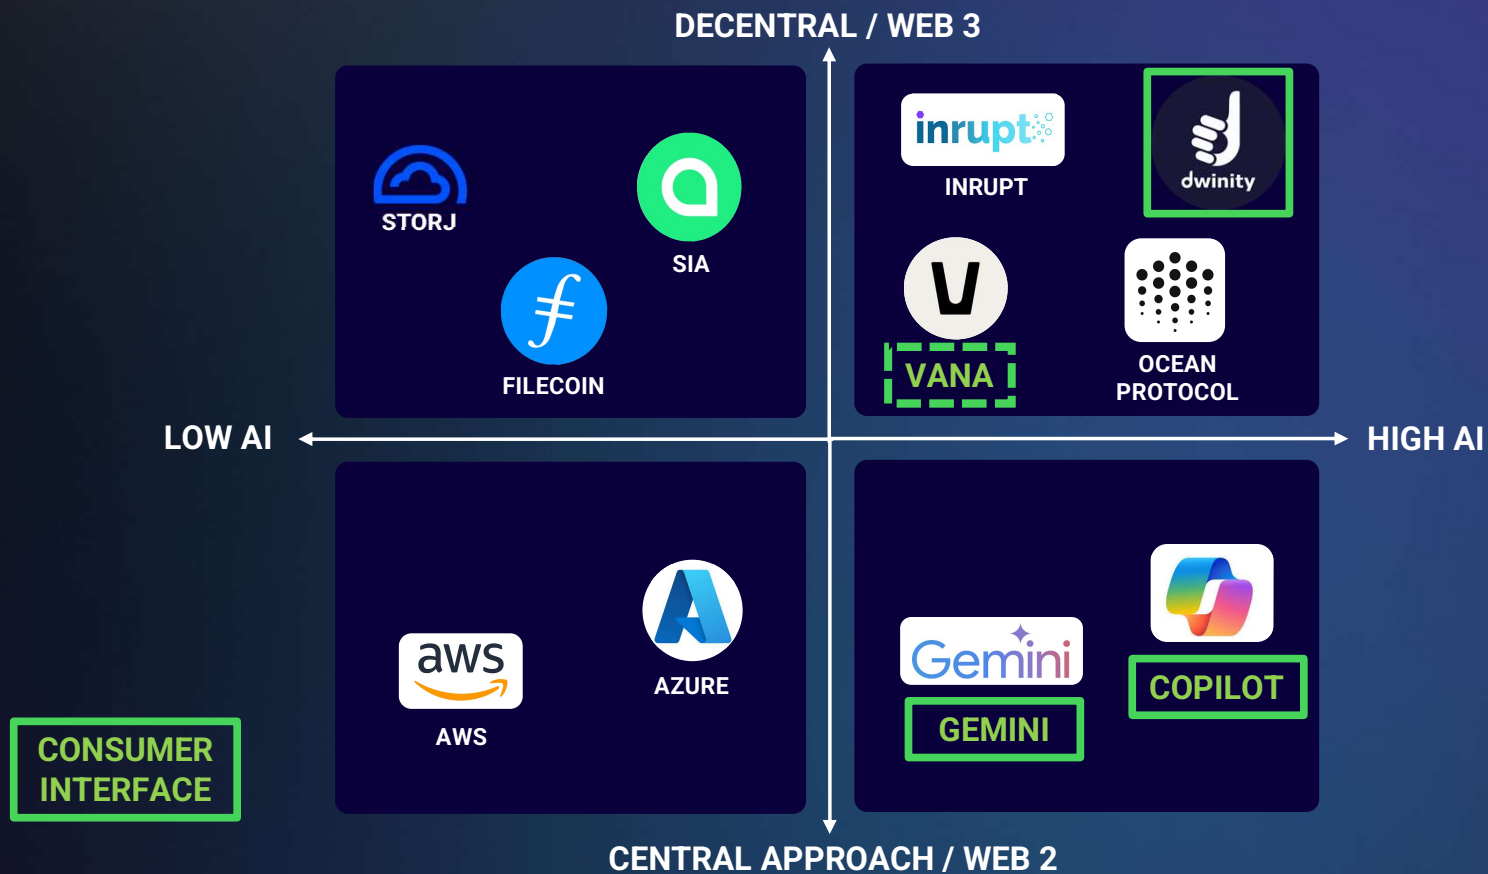 DECENTRAL / WEB 3
STORJ
SIA
FILECOIN
inrupt
INRUPT
dwinity
VANA
OCEAN
PROTOCOL
LOW AI
HIGH AI
aws
AWS
AZURE
Gemini
GEMINI
COPILOT
CONSUMER
INTERFACE
CENTRAL APPROACH / WEB 2